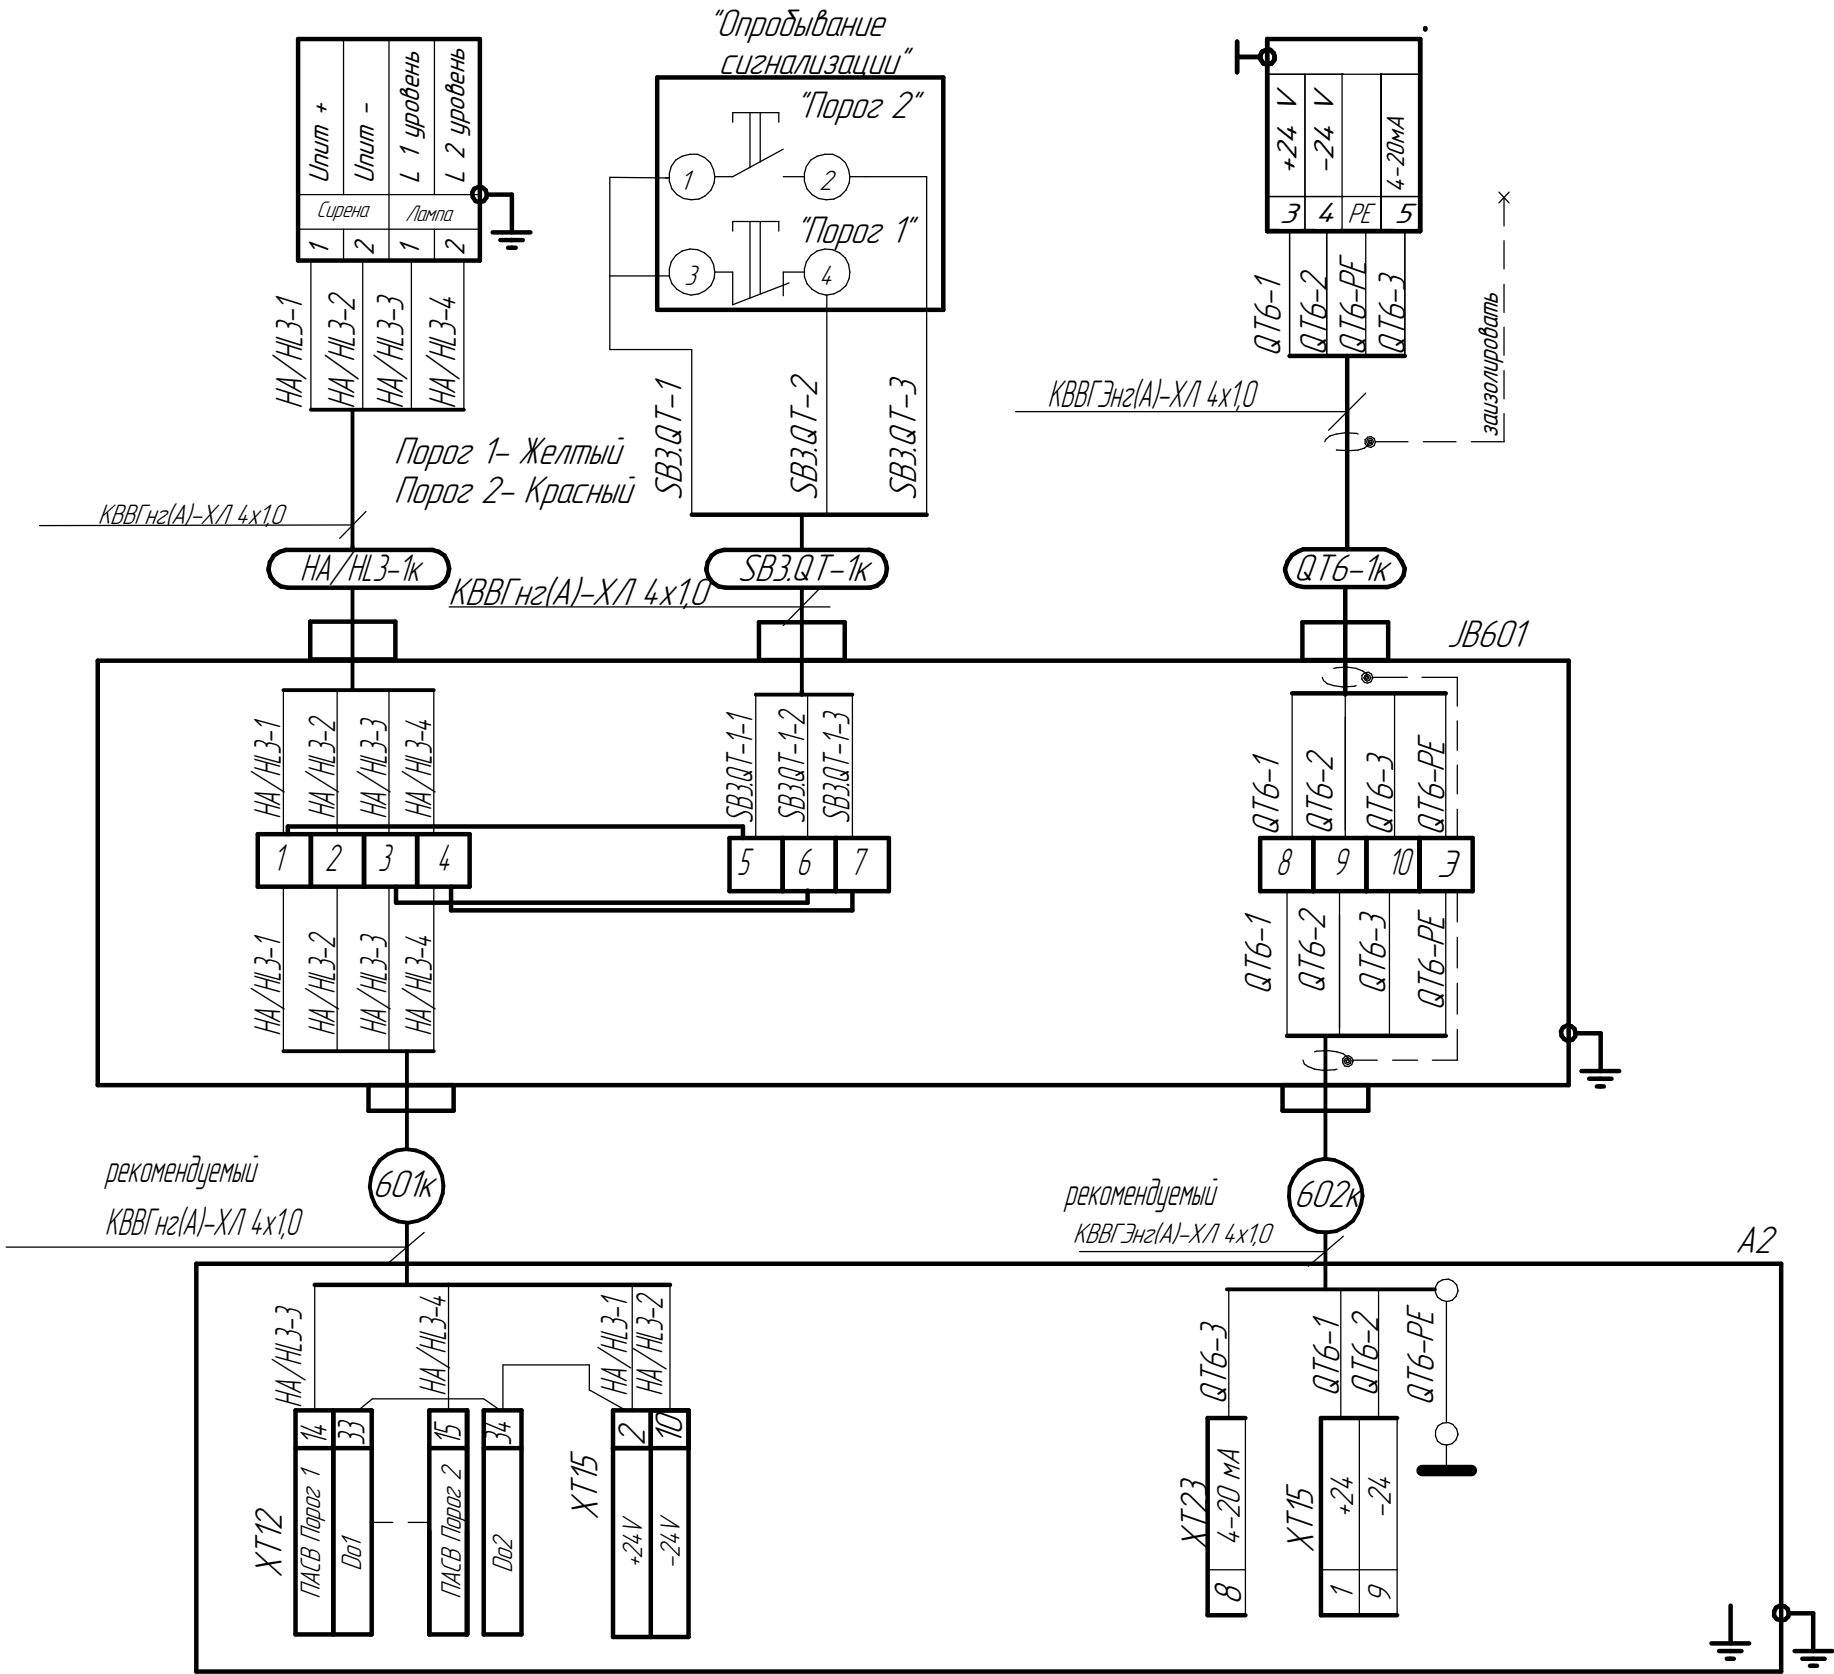 "Опробывание
сигнализации"
Uпит +
Uпит -
L 1 уровень
L 2 уровень
Сирена
Лампа
1
2
1
2
"Порог 2"
1
2
"Порог 1"
3
4
+24 V
-24 V
4-20мА
3
4
PE
5
HA/HL3-1
HA/HL3-2
HA/HL3-3
HA/HL3-4
SB3.QT-1
SB3.QT-2
SB3.QT-3
QT6-1
QT6-2
QT6-PE
QT6-3
заизолировать
КВВГЭнг(А)-ХЛ 4х1,0
Порог 1- Желтый
Порог 2- Красный
КВВГнг(А)-ХЛ 4х1,0
HA/HL3-1к
SB3.QT-1к
QT6-1к
КВВГнг(А)-ХЛ 4х1,0
JB601
HA/HL3-1
HA/HL3-2
HA/HL3-3
HA/HL3-4
SB3.QT-1-1
SB3.QT-1-2
SB3.QT-1-3
QT6-1
QT6-2
QT6-3
QT6-PE
1
2
3
4
5
6
7
8
9
10
Э
HA/HL3-1
HA/HL3-2
HA/HL3-3
HA/HL3-4
QT6-1
QT6-2
QT6-3
QT6-PE
рекомендуемый
601к
КВВГнг(А)-ХЛ 4х1,0
рекомендуемый
602к
КВВГЭнг(А)-ХЛ 4х1,0
А2
HA/HL3-3
HA/HL3-4
HA/HL3-1
HA/HL3-2
QT6-3
QT6-1
QT6-2
QT6-PE
XT12
14
33
15
34
ПАСВ Порог 1
Do1
ПАСВ Порог 2
Do2
XT15
2
10
+24V
-24V
XT23
4-20 мА
8
XT15
+24
-24
1
9